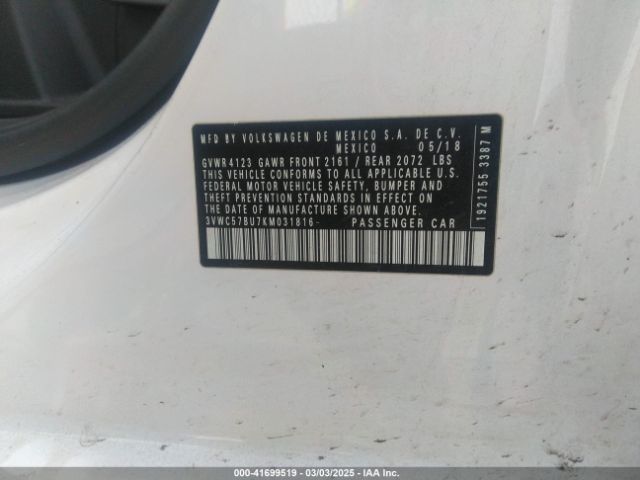 MFD BY VOLKSWAGEN DE MEXICO S.A. DE C.V.
MEXICO 05/18
GVWR 4123 GAWR FRONT 2161 / REAR 2072 LBS
THIS VEHICLE CONFORMS TO ALL APPLICABLE U.S.
FEDERAL MOTOR VEHICLE SAFETY, BUMPER AND
THEFT PREVENTION STANDARDS IN EFFECT ON
THE DATE OF MANUFACTURE SHOWN ABOVE.
3VWC57BU7KM031816 PASSENGER CAR
1921755 3387 M
000-41699519 | 03/03/2025 — IAA Inc.